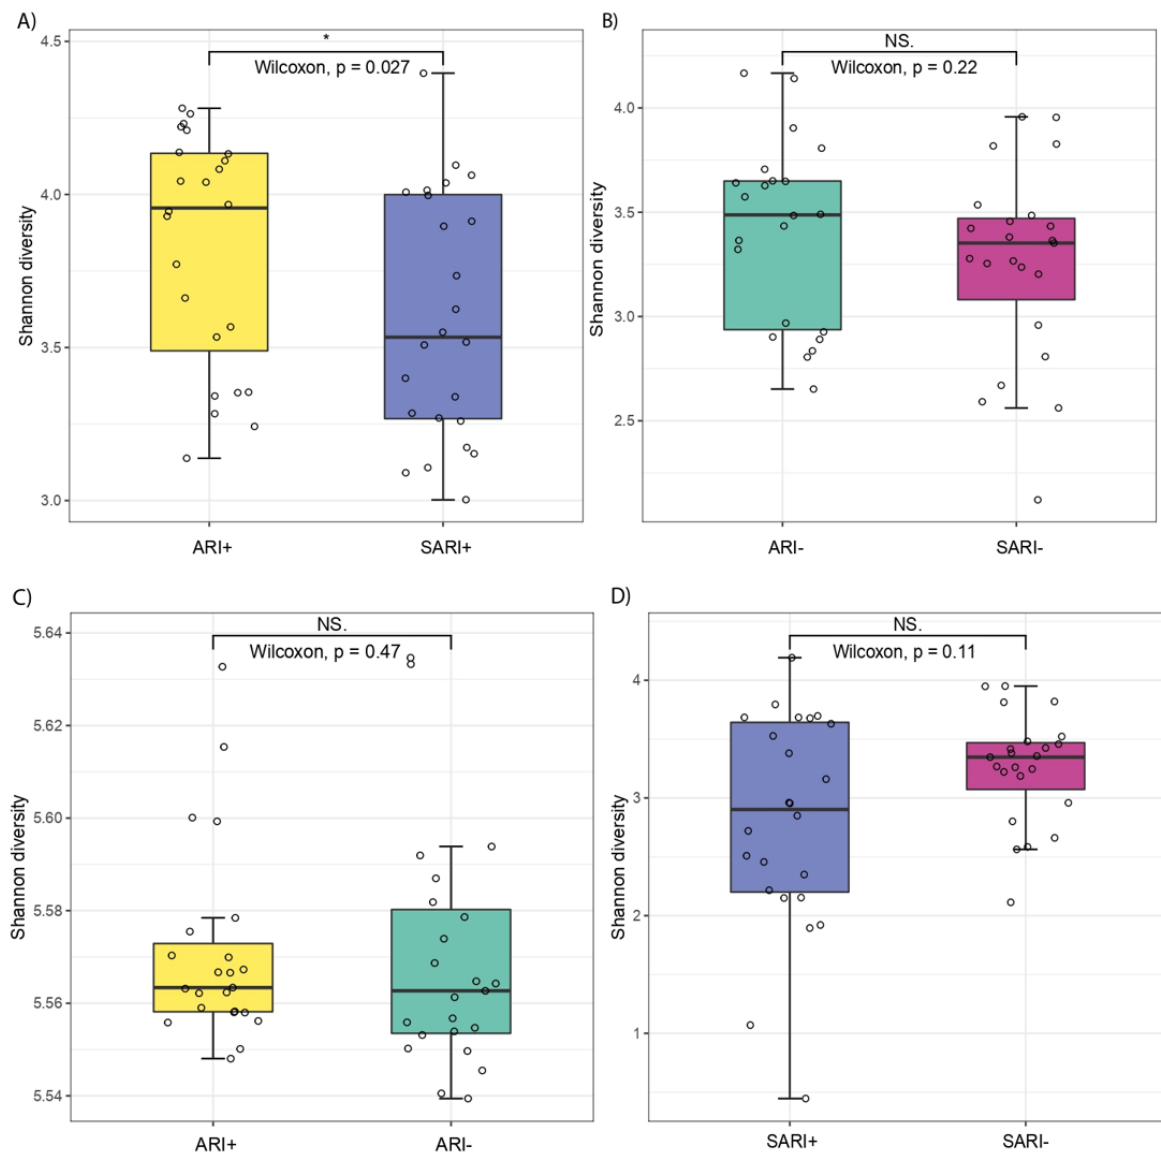 A)
*
Wilcoxon, p = 0.027
4.5
4.0
3.5
3.0
Shannon diversity
ARI+
SARI+
B)
NS.
Wilcoxon, p = 0.22
4.0
3.5
3.0
2.5
Shannon diversity
ARI-
SARI-
C)
NS.
Wilcoxon, p = 0.47
5.64
5.62
5.60
5.58
5.56
5.54
Shannon diversity
ARI+
ARI-
D)
NS.
Wilcoxon, p = 0.11
4
3
2
1
Shannon diversity
SARI+
SARI-